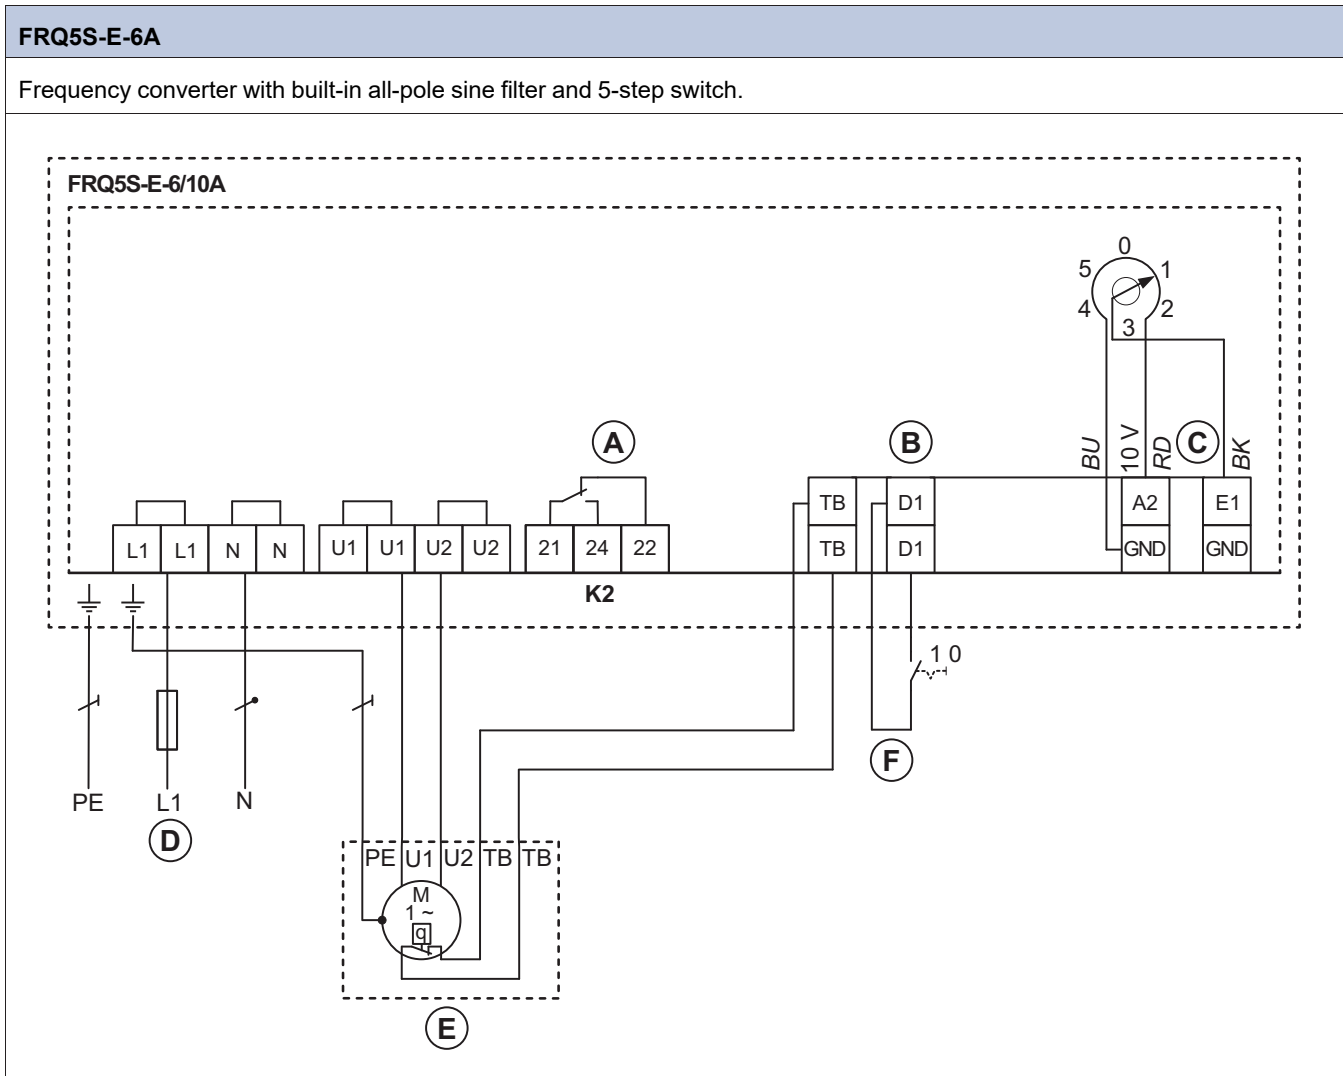 FRQ5S-E-6A
Frequency converter with built-in all-pole sine filter and 5-step switch.
FRQ5S-E-6/10A
0
5 1
4 2
3
A B C
BU 10 V RD BK
TB D1 A2 E1
L1 L1 N N U1 U1 U2 U2 21 24 22 TB D1 GND GND
K2
1 0
F
PE L1 N
D
PE U1 U2 TB TB
M
1 ~
q
E